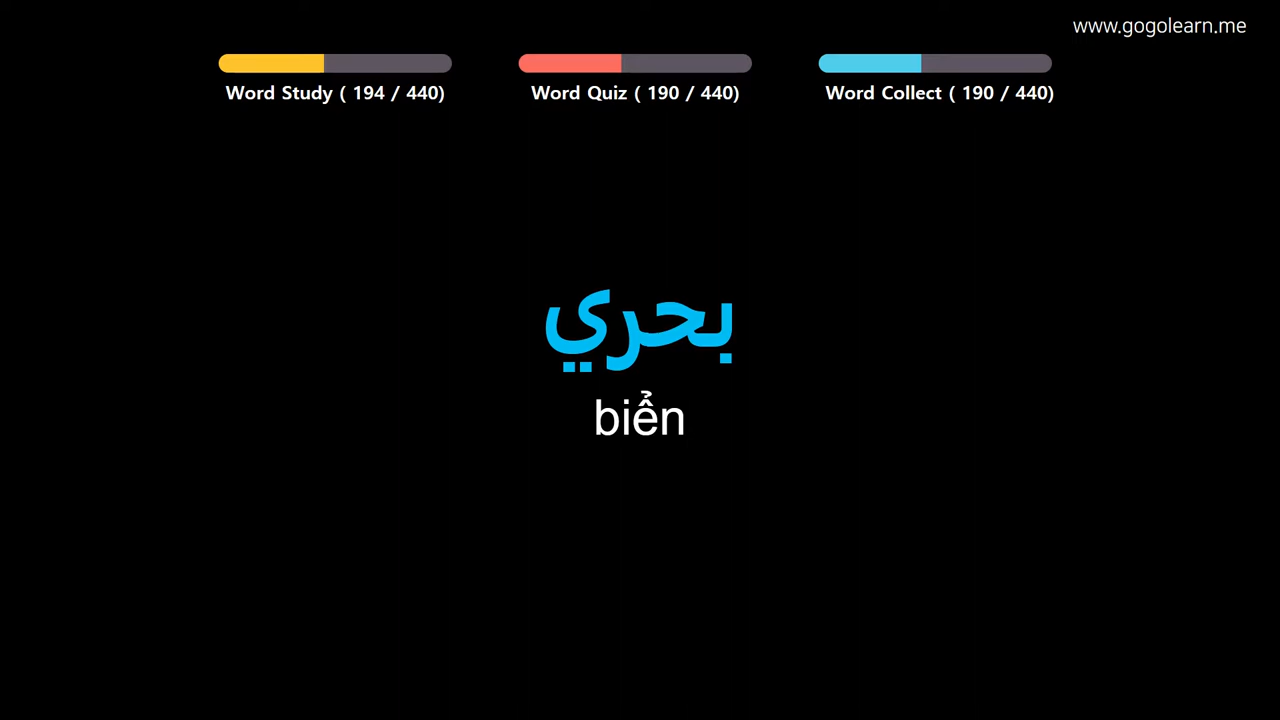 www.gogolearn.me
Word Study ( 194 / 440)
Word Quiz ( 190 / 440)
Word Collect ( 190 / 440)
بحري
biển